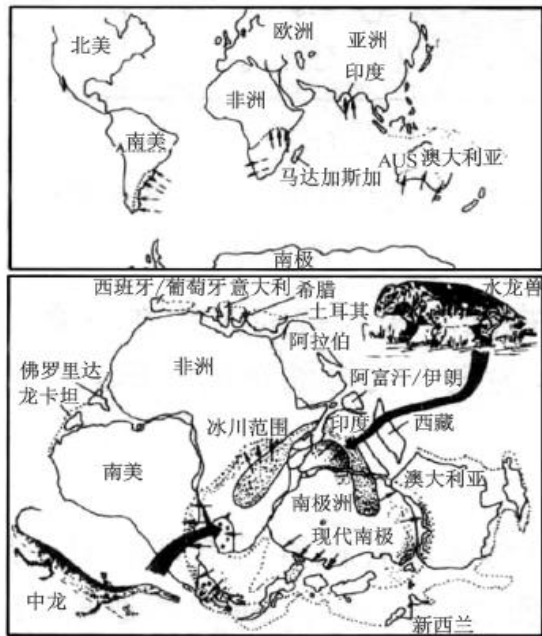 北美
欧洲
亚洲
印度
非洲
南美
马达加斯加
AUS 澳大利亚
南极
西班牙/葡萄牙 意大利 希腊
土耳其
水龙兽
阿拉伯
佛罗里达
龙卡坦
非洲
阿富汗/伊朗
冰川范围
印度
西藏
南美
澳大利亚
南极洲
现代南极
中龙
新西兰